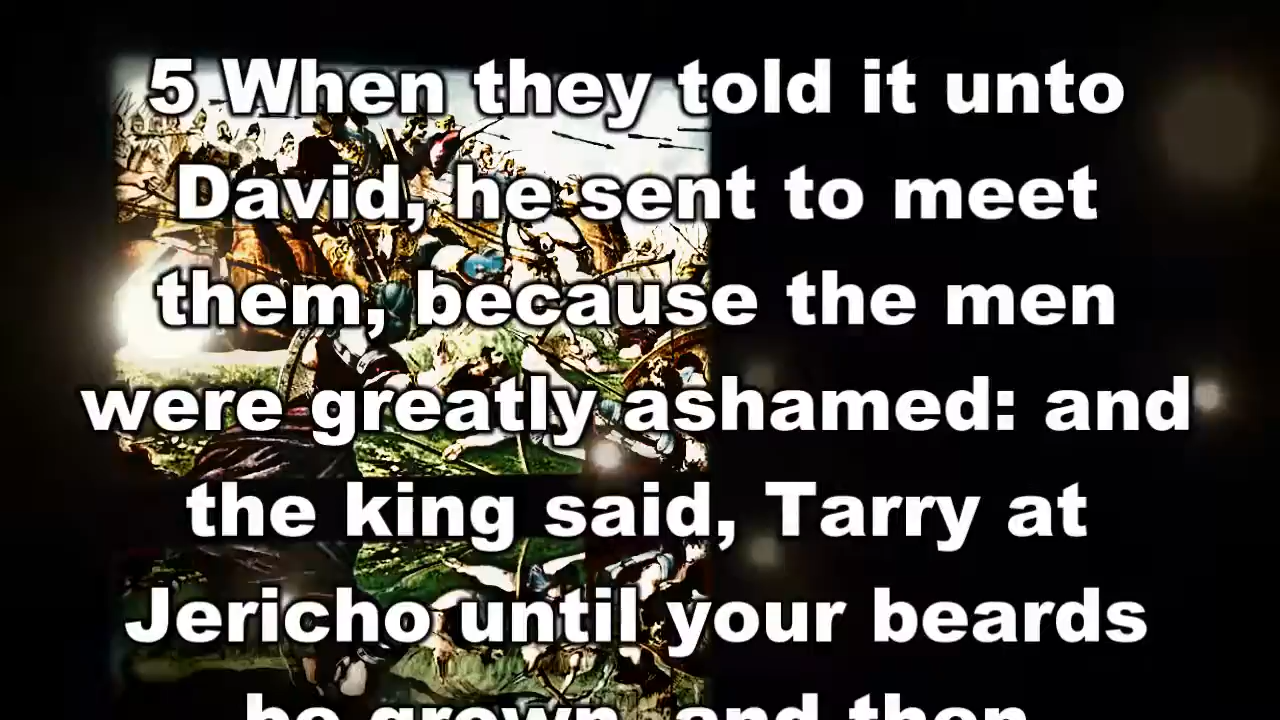 5 When they told it unto
David, he sent to meet
them, because the men
were greatly ashamed: and
the king said, Tarry at
Jericho until your beards
be grown, and then